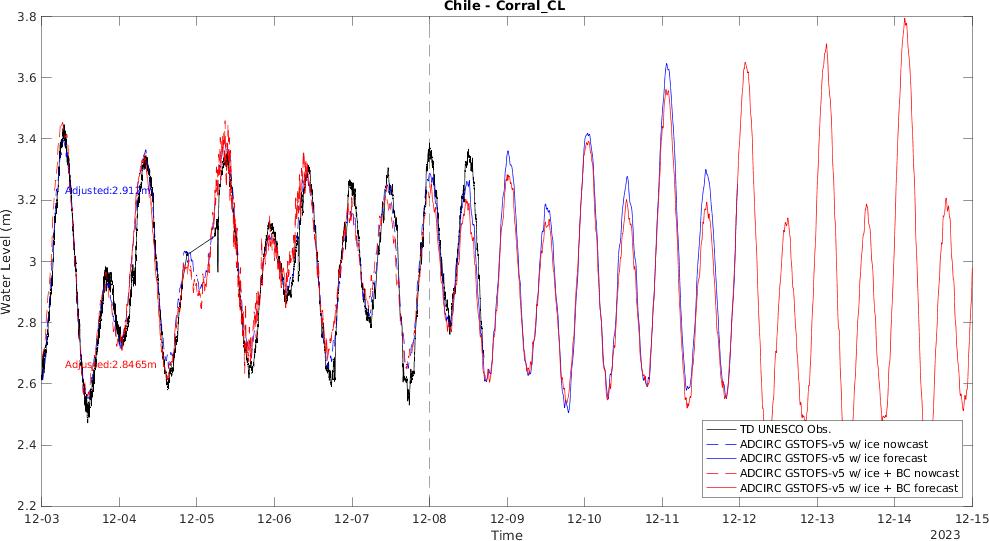 Chile - Corral_CL
3.8
3.6
3.4
3.2
3
2.8
2.6
2.4
2.2
Water Level (m)
Adjusted:2.912m
Adjusted:2.8465m
TD UNESCO Obs.
ADCIRC GSTOFS-v5 w/ ice nowcast
ADCIRC GSTOFS-v5 w/ ice forecast
ADCIRC GSTOFS-v5 w/ ice + BC nowcast
ADCIRC GSTOFS-v5 w/ ice + BC forecast
12-03 12-04 12-05 12-06 12-07 12-08 12-09 12-10 12-11 12-12 12-13 12-14 12-15
Time
2023